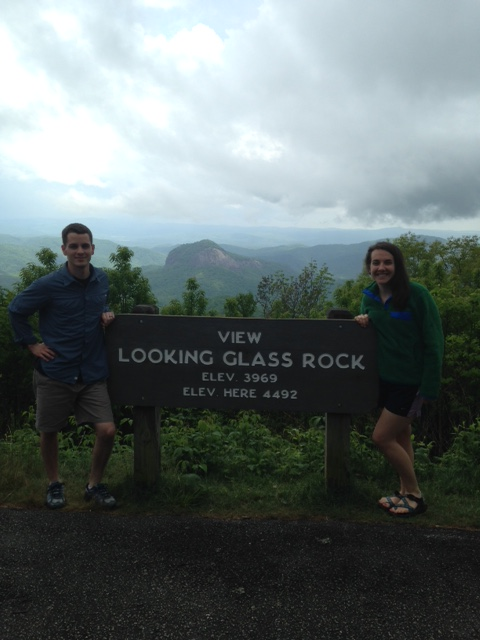 VIEW
LOOKING GLASS ROCK
ELEV. 3969
ELEV. HERE 4492